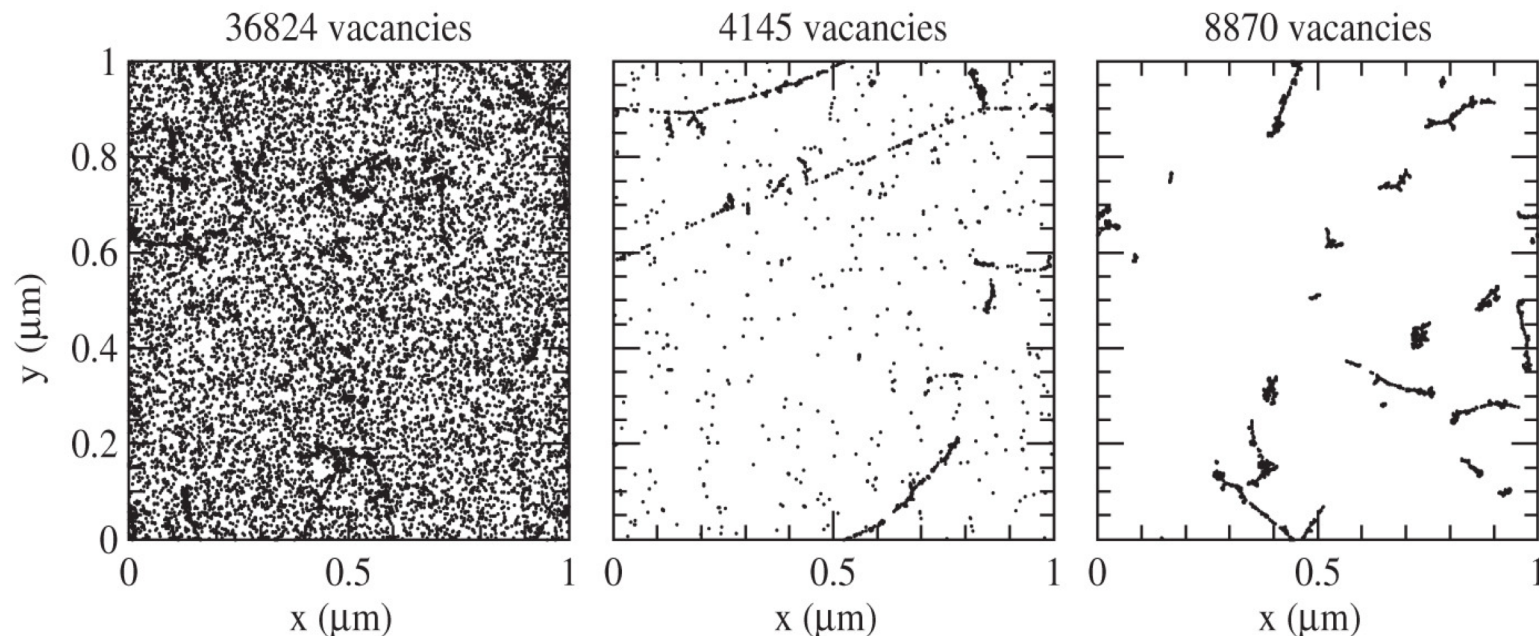 36824 vacancies
4145 vacancies
8870 vacancies
y (μm)
1
0.8
0.6
0.4
0.2
0
0 0.5 1
0 0.5 1
0 0.5 1
x (μm)
x (μm)
x (μm)